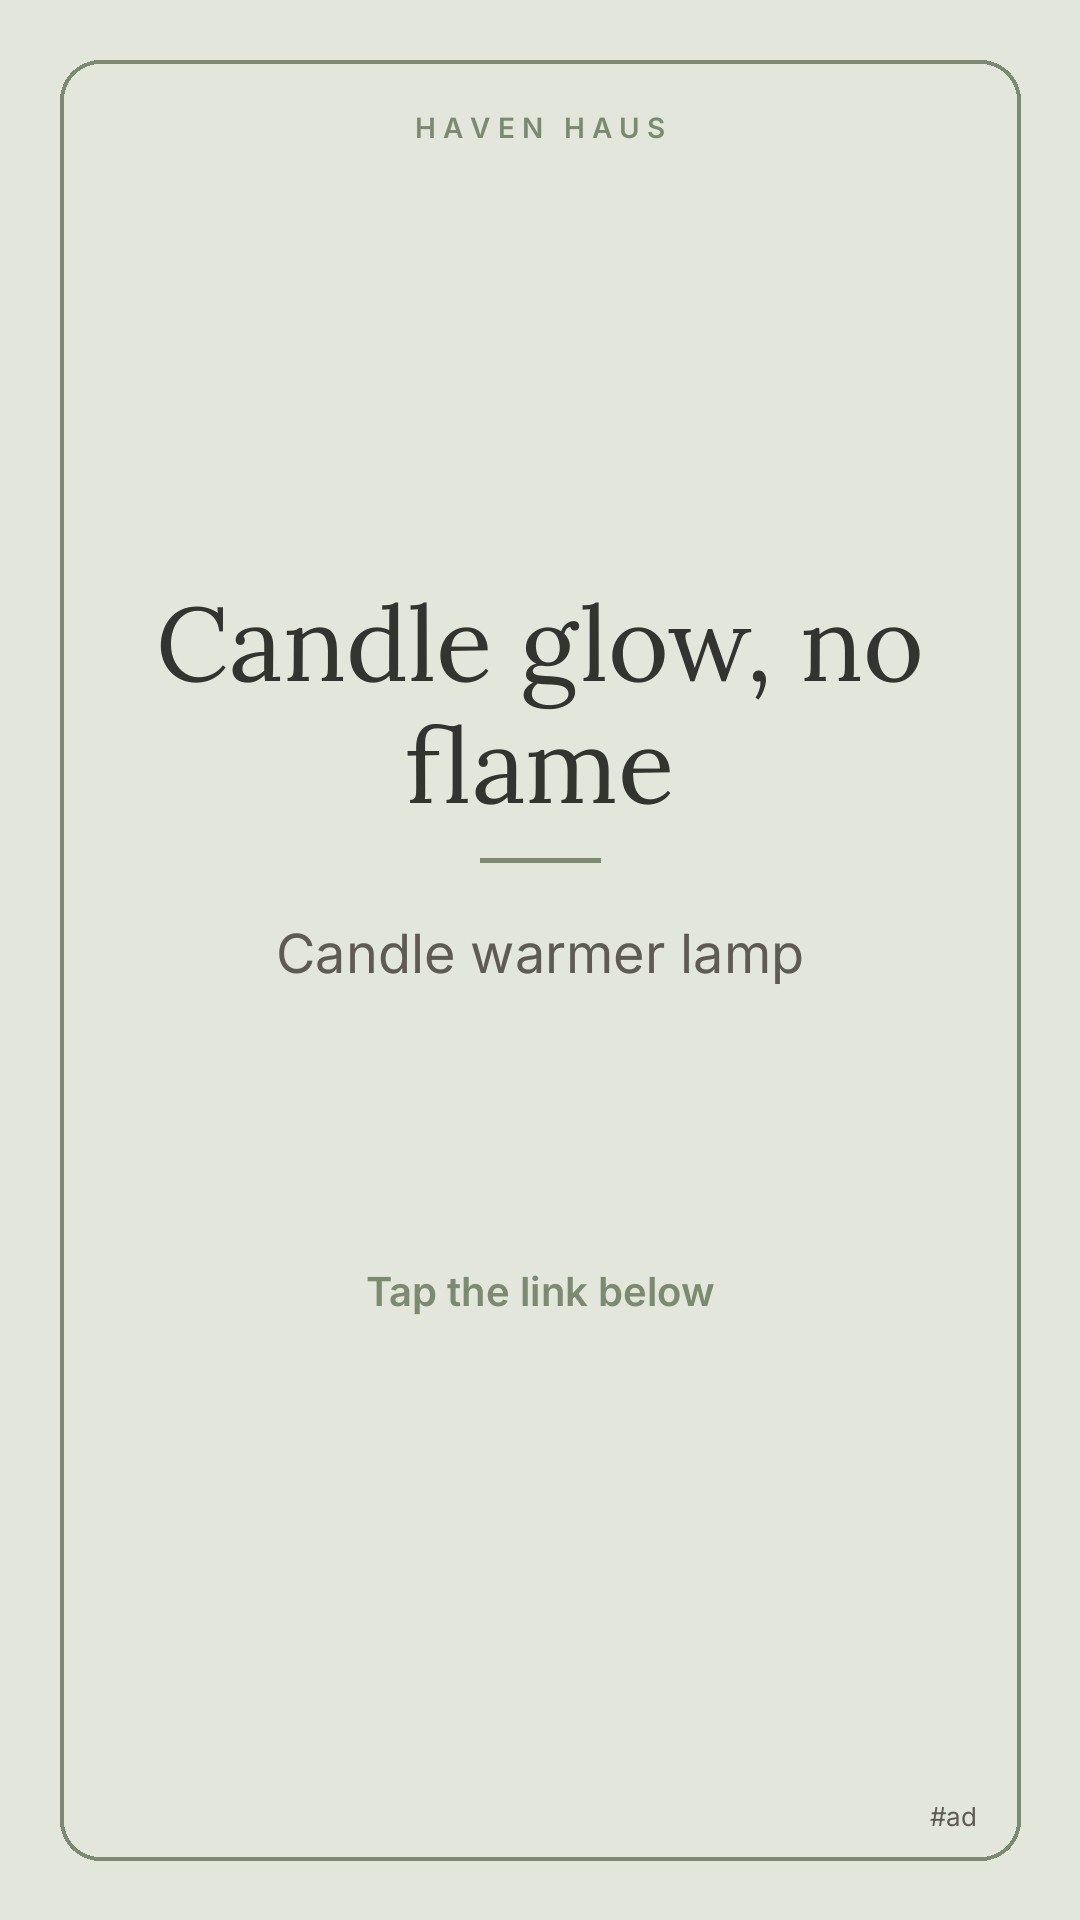 HAVEN HAUS
Candle glow, no
flame
Candle warmer lamp
Tap the link below
#ad